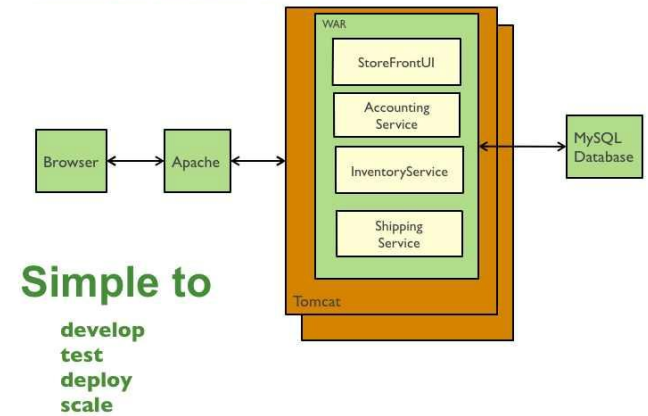 WAR
StoreFrontUI
Accounting
Service
InventoryService
Shipping
Service
Tomcat
Browser
Apache
MySQL
Database
Simple to
develop
test
deploy
scale